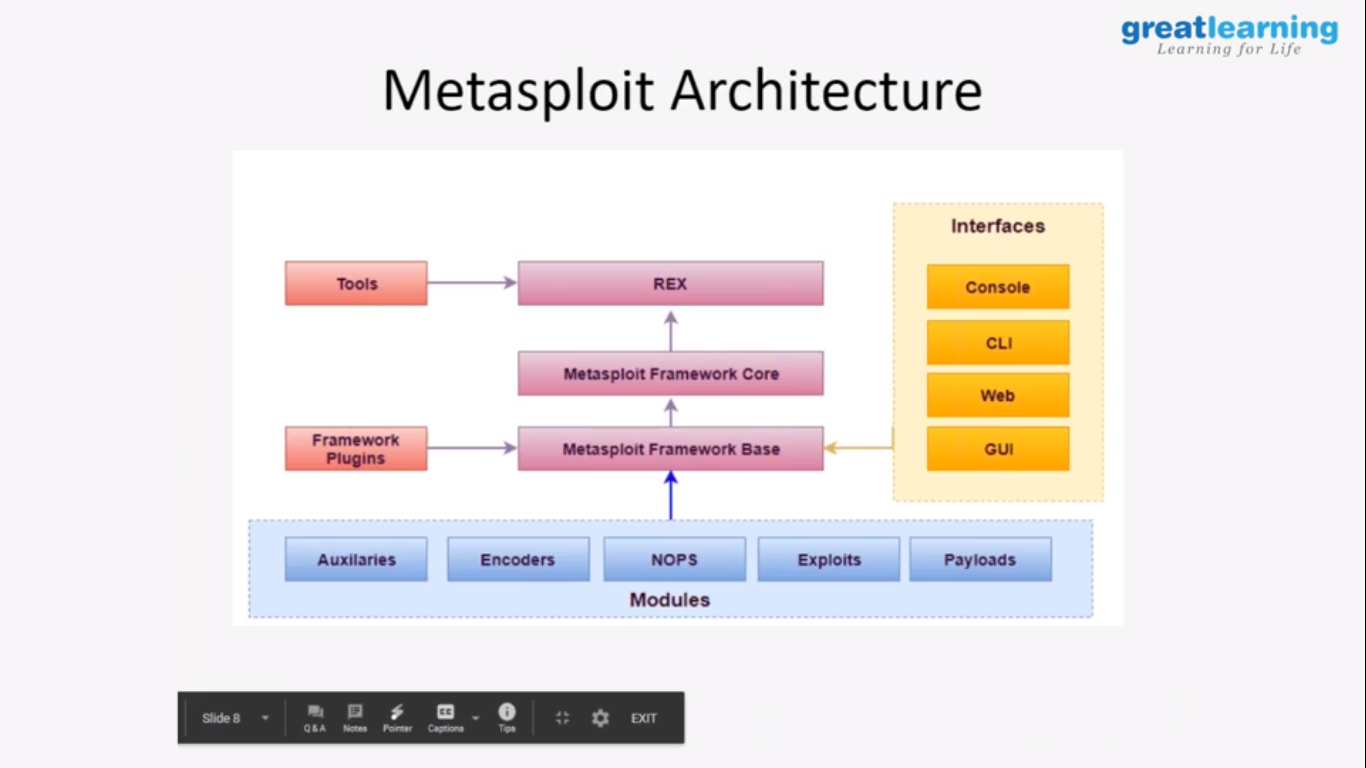 greatlearning
Learning for Life
Metasploit Architecture
Interfaces
Tools
REX
Console
CLI
Metasploit Framework Core
Web
Framework
Plugins
Metasploit Framework Base
GUI
Auxilaries
Encoders
NOPS
Exploits
Payloads
Modules
Slide 8
Q & A
Notes
Pointer
CC
Captions
Tips
EXIT